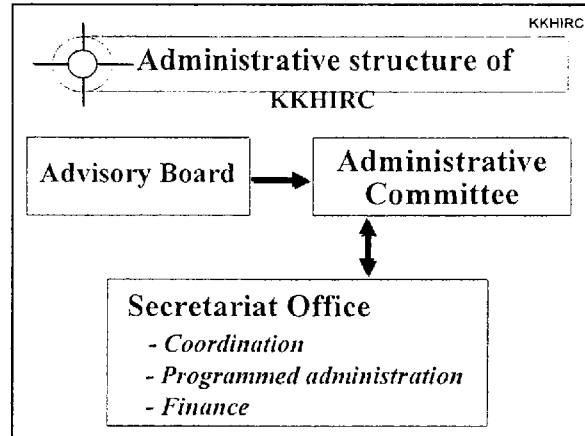 KKHIRC
Administrative structure of
KKHIRC
Advisory Board
Administrative
Committee
Secretariat Office
- Coordination
- Programmed administration
- Finance